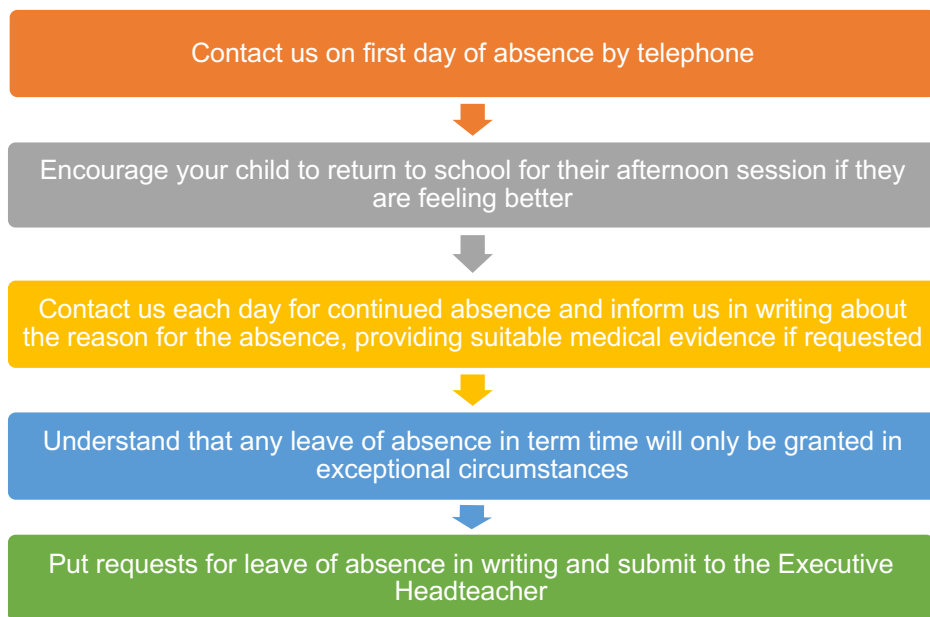 Contact us on first day of absence by telephone
Encourage your child to return to school for their afternoon session if they
are feeling better
Contact us each day for continued absence and inform us in writing about
the reason for the absence, providing suitable medical evidence if requested
Understand that any leave of absence in term time will only be granted in
exceptional circumstances
Put requests for leave of absence in writing and submit to the Executive
Headteacher